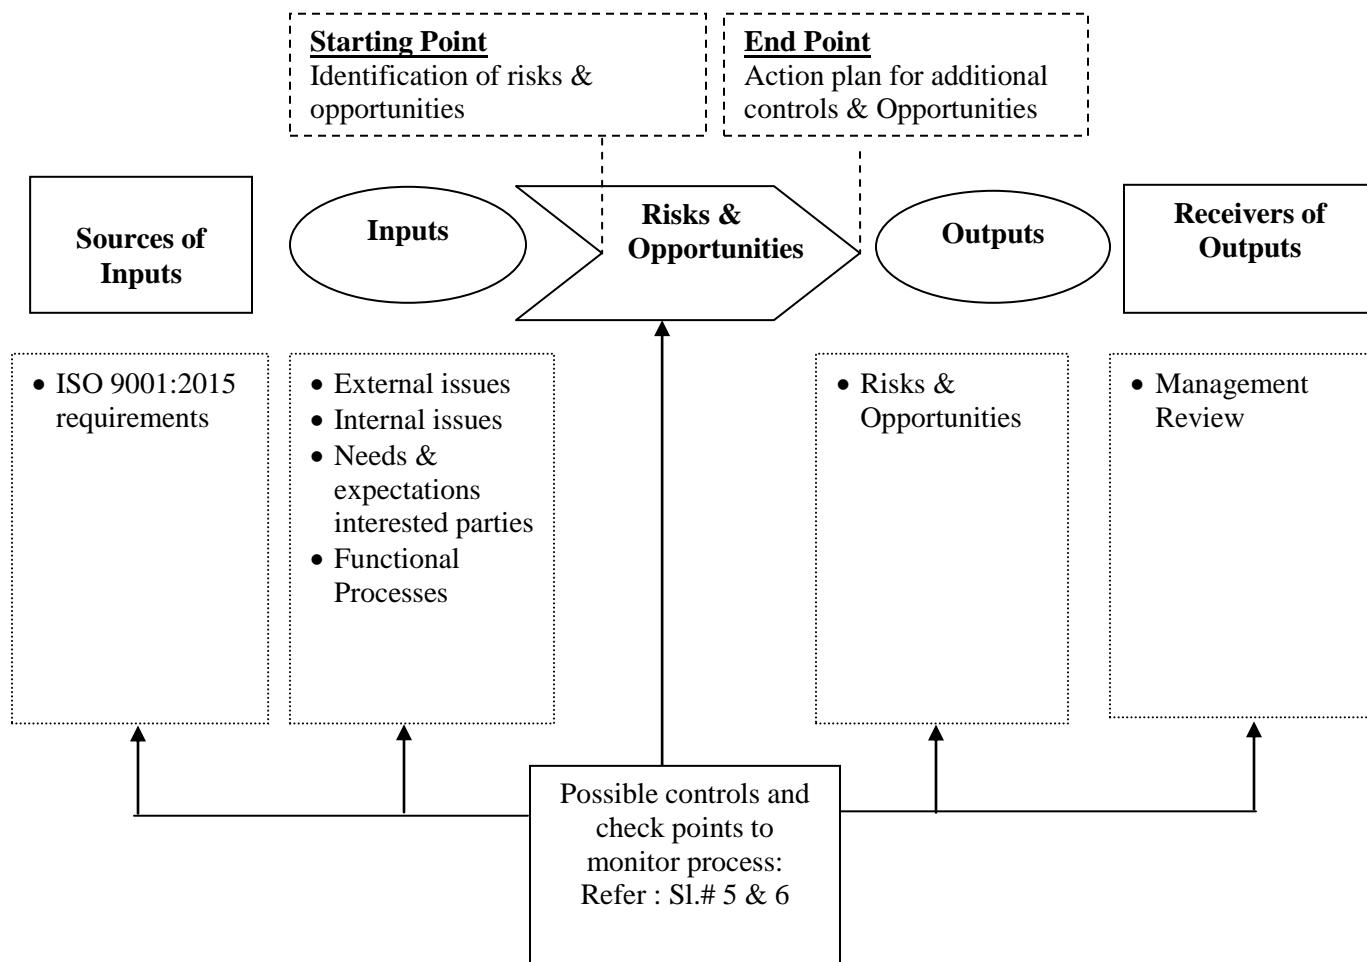 Starting Point
Identification of risks &
opportunities
End Point
Action plan for additional
controls & Opportunities
Sources of
Inputs
Inputs
Risks &
Opportunities
Outputs
Receivers of
Outputs
• ISO 9001:2015
requirements
• External issues
• Internal issues
• Needs &
expectations
interested parties
• Functional
Processes
• Risks &
Opportunities
• Management
Review
Possible controls and
check points to
monitor process:
Refer : Sl.# 5 & 6